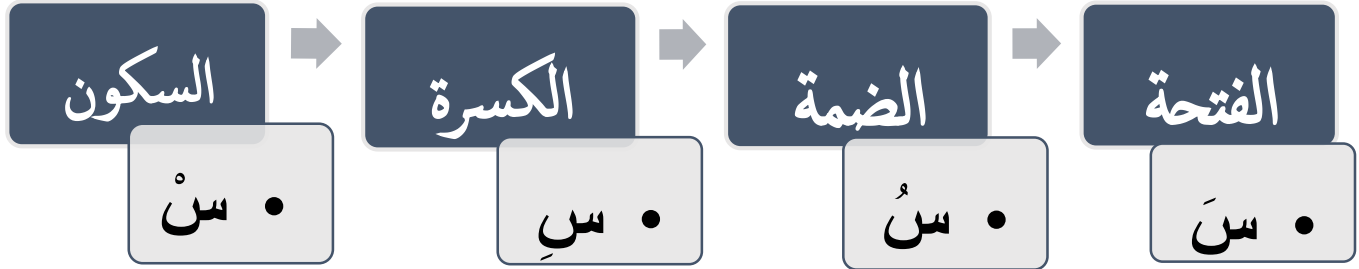 الفتحة
• سَ
الضمة
• سُ
الكسرة
• سِ
السكون
• سْ